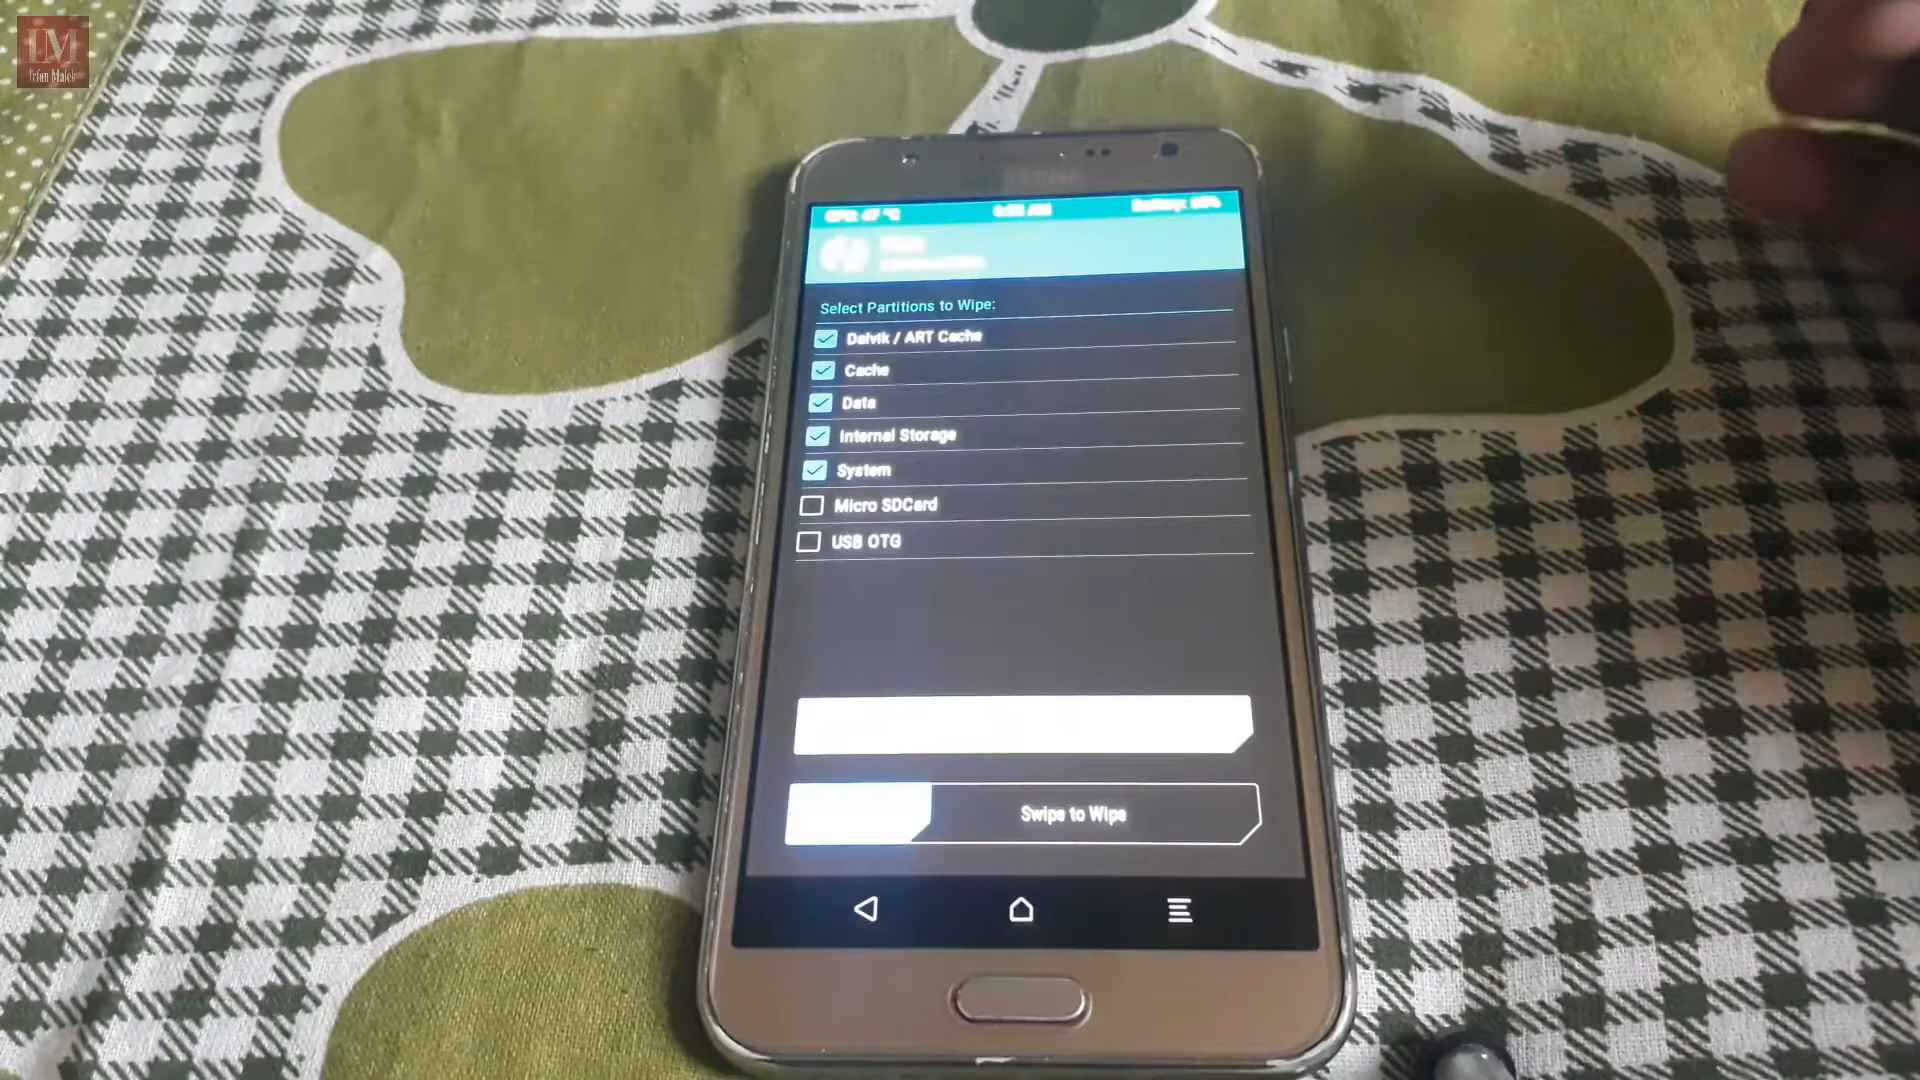 IM
Irfan Malek
Select Partitions to Wipe:
Dalvik / ART Cache
Cache
Data
Internal Storage
System
Micro SDCard
USB OTG
Swipe to Wipe